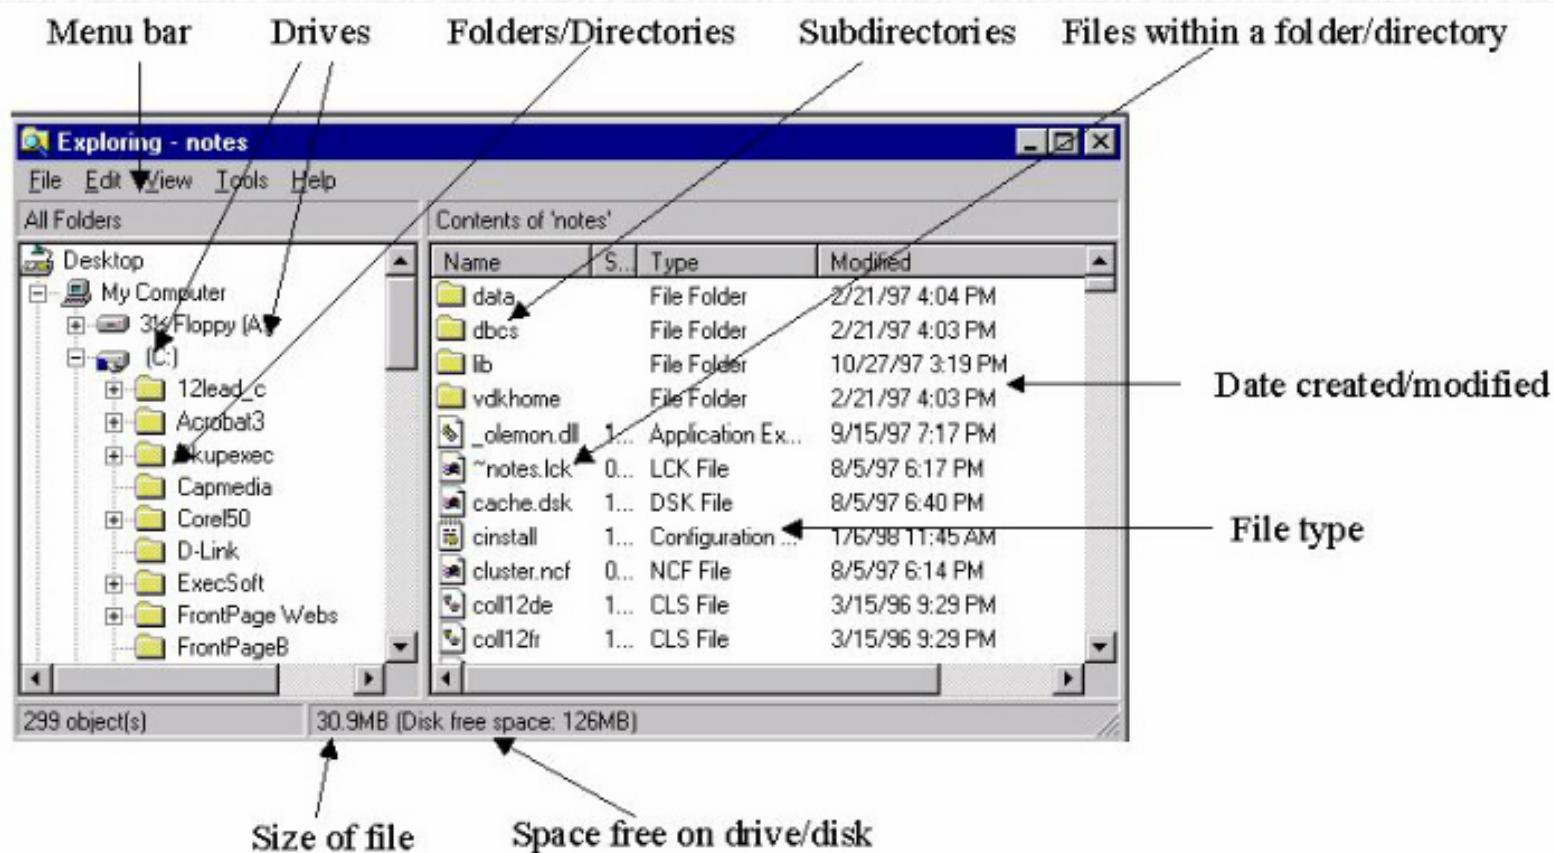 Menu bar Drives Folders/Directories Subdirectories Files within a folder/directory
Exploring - notes
File Edit View Tools Help
All Folders Contents of 'notes'
Desktop
My Computer
3½ Floppy (A:)
(C:)
12lead_c
Acrobat3
Capmedia
Corel50
D-Link
ExecSoft
FrontPage Webs
FrontPageB
Name S... Type Modified
data File Folder 2/21/97 4:04 PM
dbcs File Folder 2/21/97 4:03 PM
lib File Folder 10/27/97 3:19 PM
vdkhome File Folder 2/21/97 4:03 PM
_olemon.dll 1... Application Ex... 9/15/97 7:17 PM
~notes.lck 0... LCK File 8/5/97 6:17 PM
cache.dsk 1... DSK File 8/5/97 6:40 PM
cinstall 1... Configuration ... 1/6/98 11:45 AM
cluster.ncf 0... NCF File 8/5/97 6:14 PM
coll12de 1... CLS File 3/15/96 9:29 PM
coll12fr 1... CLS File 3/15/96 9:29 PM
Date created/modified
File type
299 object(s) 30.9MB (Disk free space: 126MB)
Size of file Space free on drive/disk